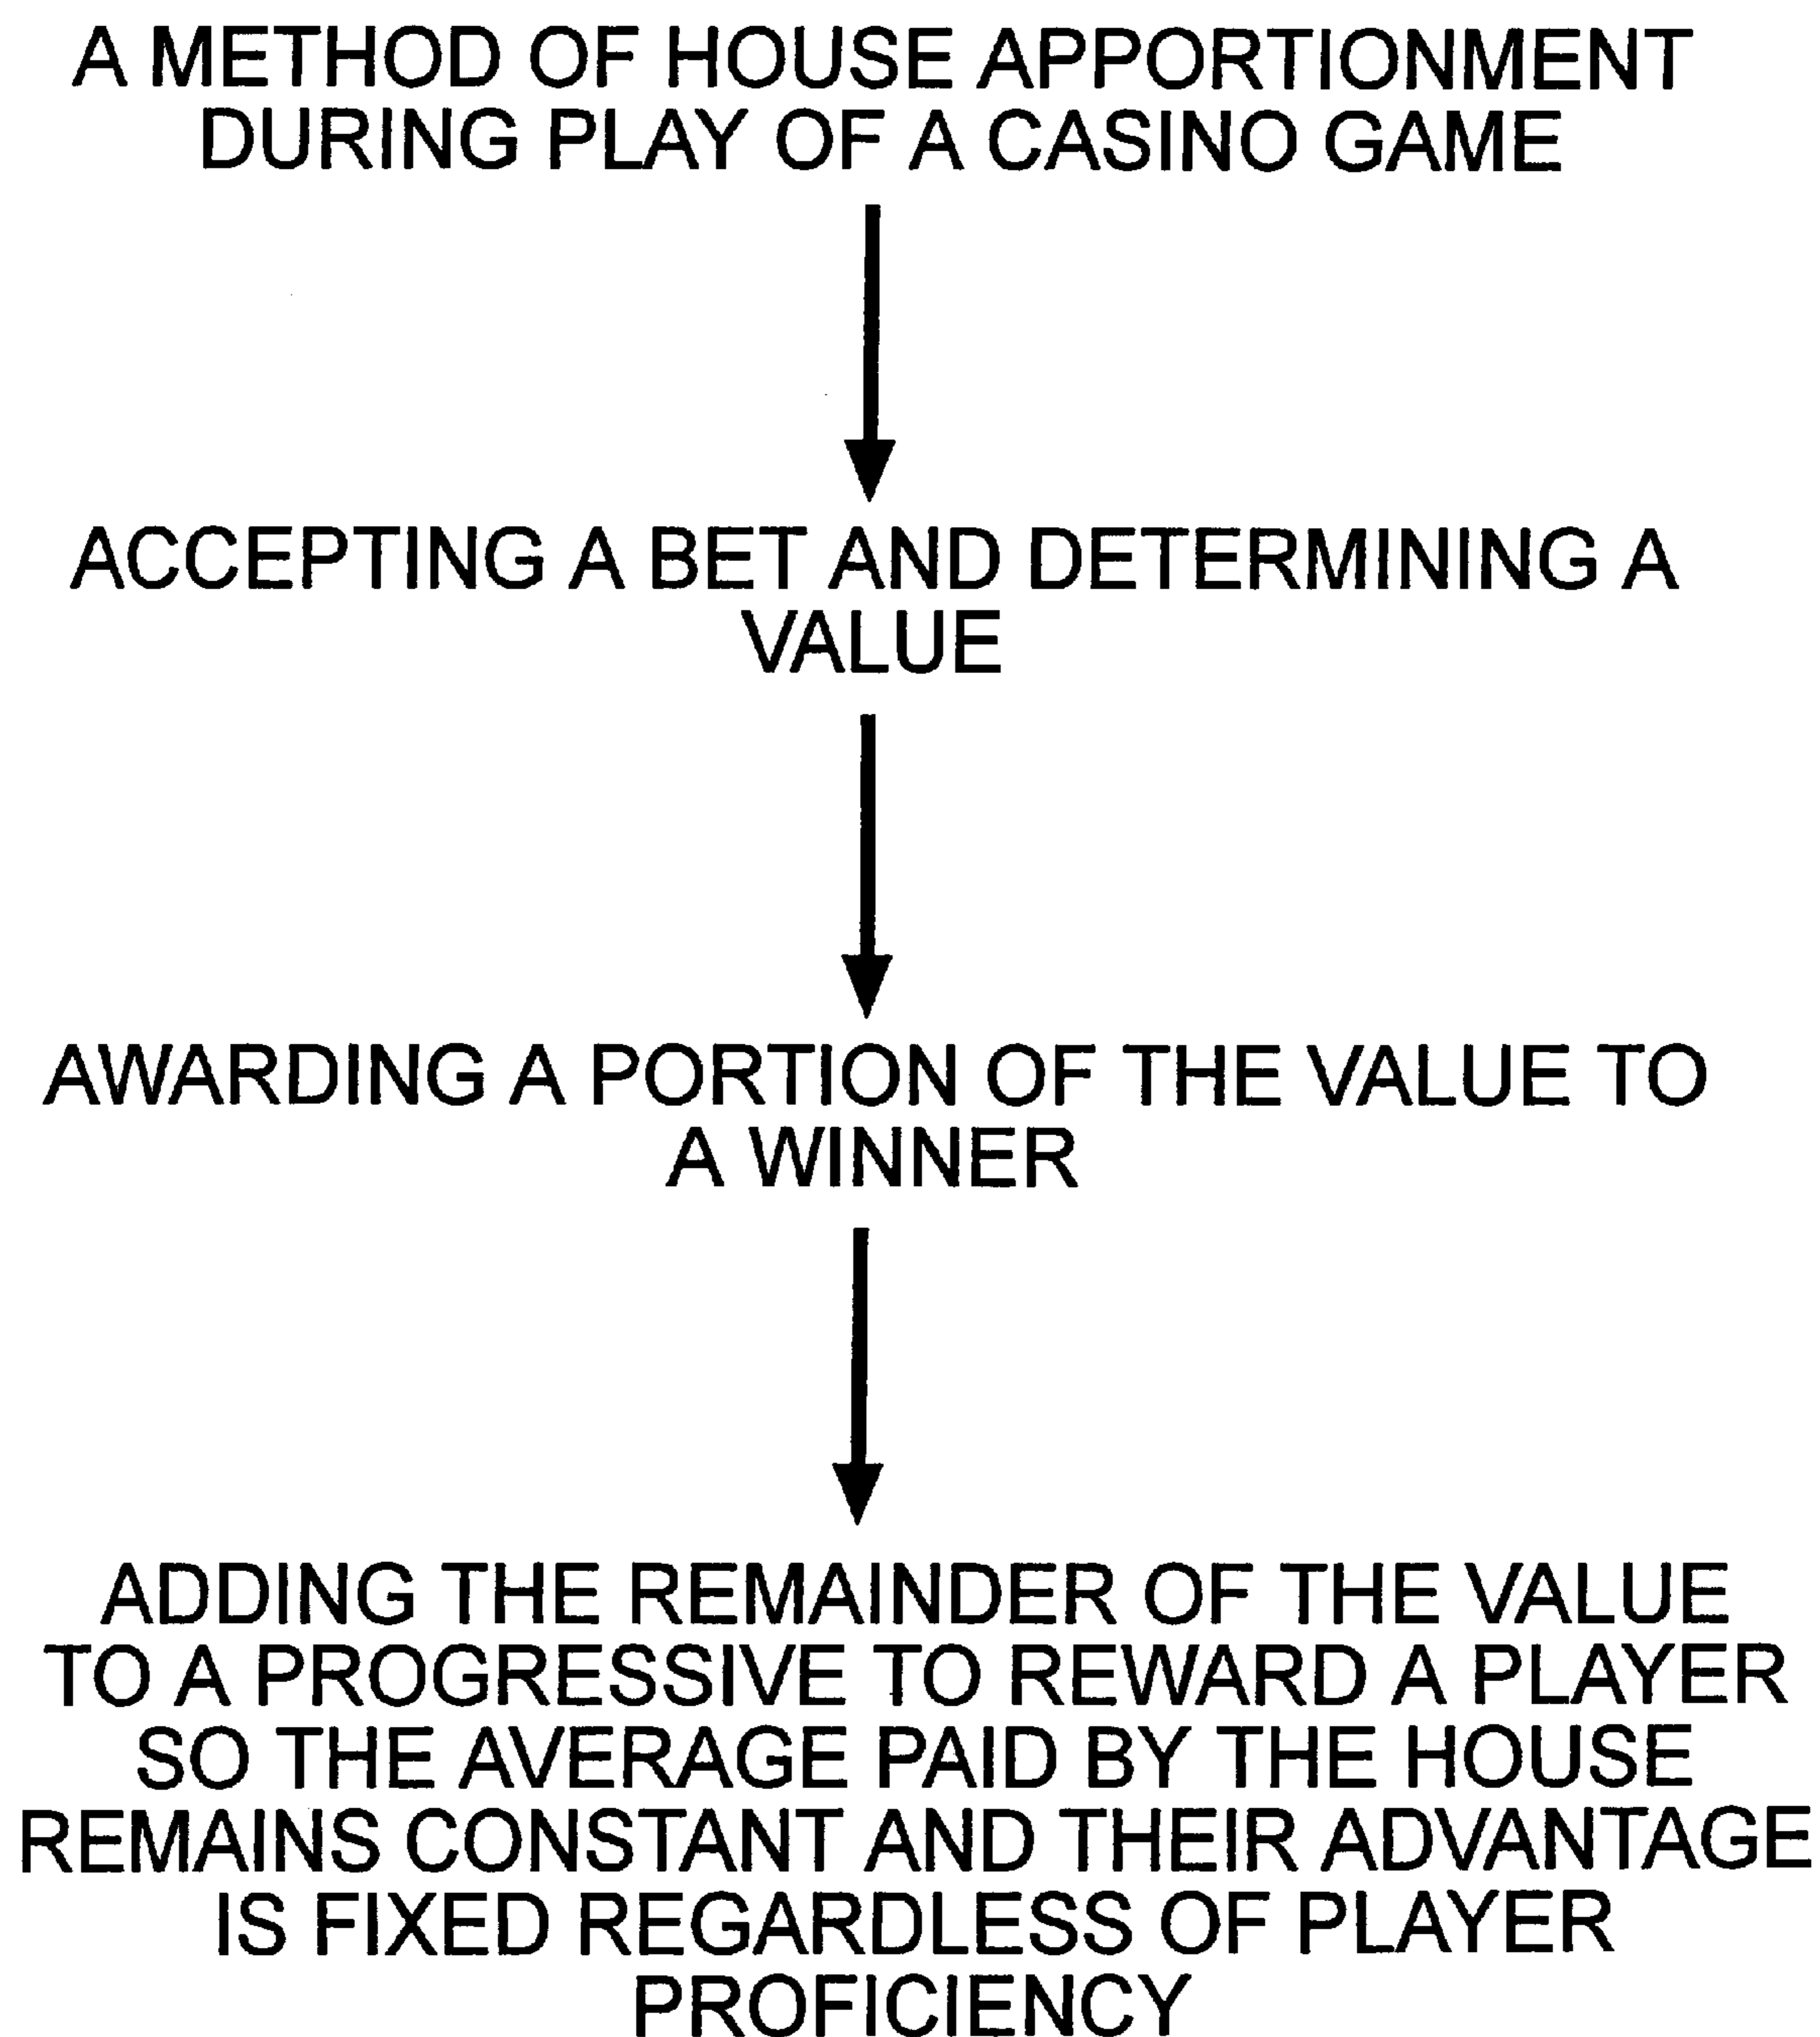 A METHOD OF HOUSE APPORTIONMENT
DURING PLAY OF A CASINO GAME
ACCEPTING A BET AND DETERMINING A
VALUE
AWARDING A PORTION OF THE VALUE TO
A WINNER
ADDING THE REMAINDER OF THE VALUE
TO A PROGRESSIVE TO REWARD A PLAYER
SO THE AVERAGE PAID BY THE HOUSE
REMAINS CONSTANT AND THEIR ADVANTAGE
IS FIXED REGARDLESS OF PLAYER
PROFICIENCY